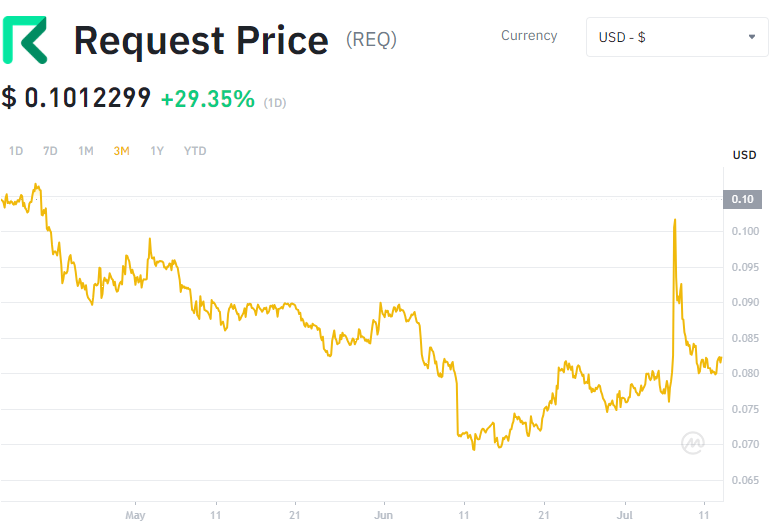 Request Price (REQ)
Currency
USD - $
$ 0.1012299 +29.35% (1D)
1D 7D 1M 3M 1Y YTD
USD
0.10
0.100
0.095
0.090
0.085
0.080
0.075
0.070
0.065
May 11 21 Jun 11 21 Jul 11